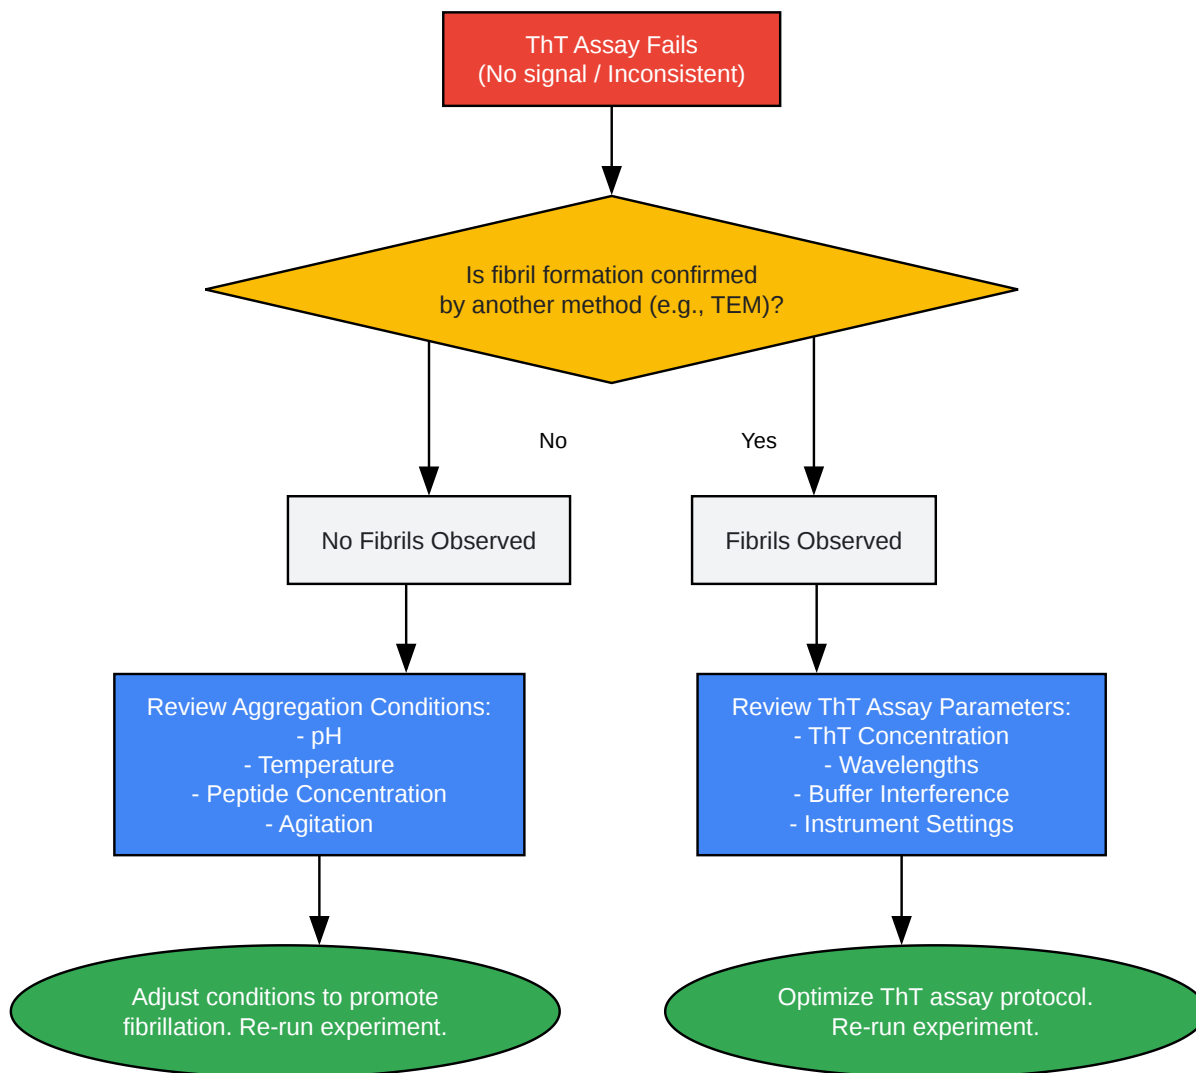 ThT Assay Fails
(No signal / Inconsistent)
Is fibril formation confirmed
by another method (e.g., TEM)?
No
Yes
No Fibrils Observed
Fibrils Observed
Review Aggregation Conditions:
- pH
- Temperature
- Peptide Concentration
- Agitation
Review ThT Assay Parameters:
- ThT Concentration
- Wavelengths
- Buffer Interference
- Instrument Settings
Adjust conditions to promote
fibrillation. Re-run experiment.
Optimize ThT assay protocol.
Re-run experiment.